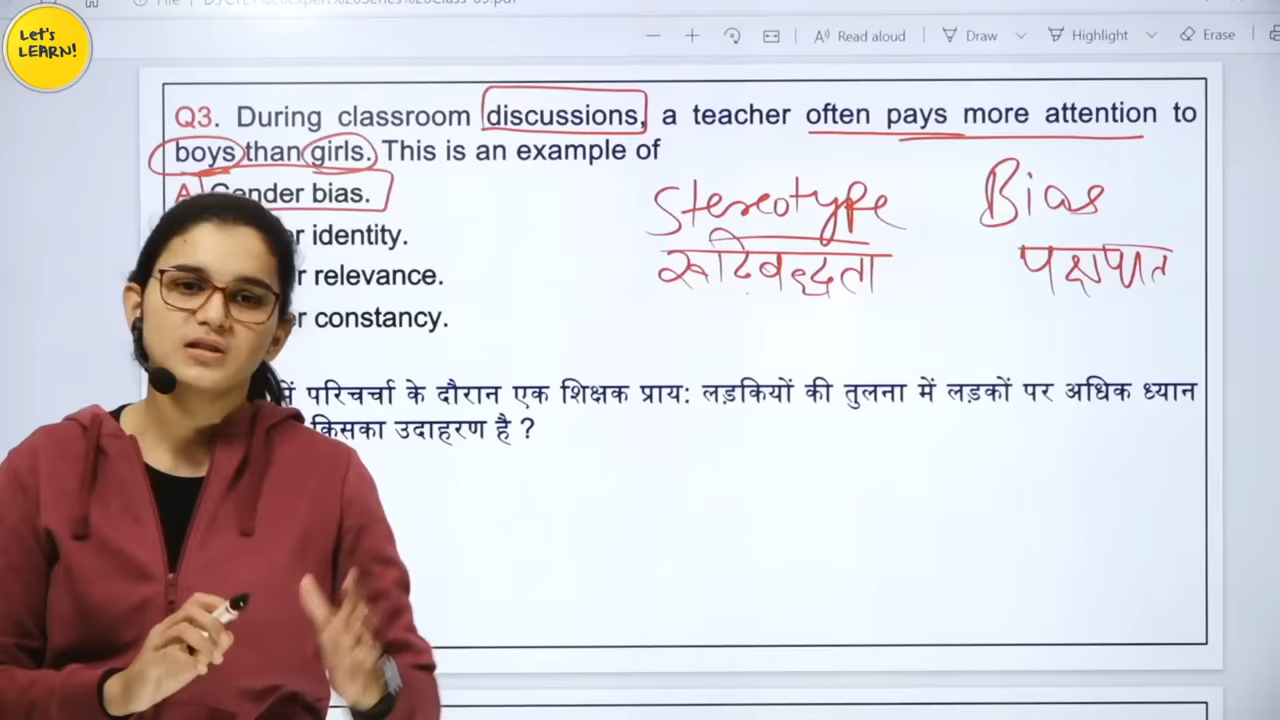 Let's
LEARN!
Read aloud
Draw
Highlight
Erase
Q3. During classroom discussions, a teacher often pays more attention to
boys than girls. This is an example of
A Gender bias.
Stereotype
Bias
r identity.
रूढिबद्धता
पक्षपात
r relevance.
r constancy.
में परिचर्चा के दौरान एक शिक्षक प्राय: लड़कियों की तुलना में लड़कों पर अधिक ध्यान
किसका उदाहरण है ?